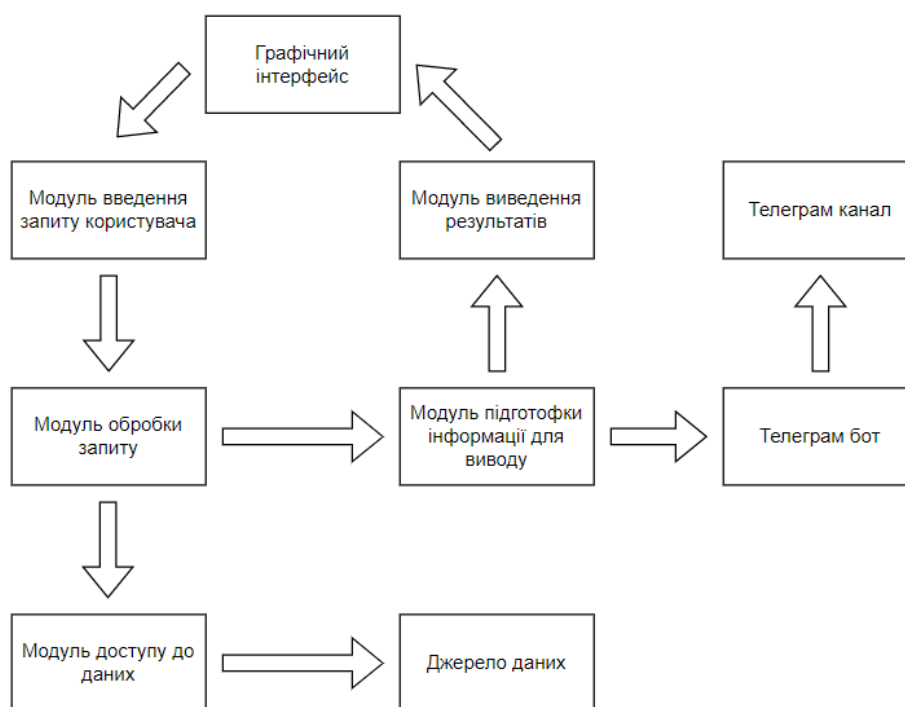 Графічний
інтерфейс
Модуль введення
запиту користувача
Модуль виведення
результатів
Телеграм канал
Модуль обробки
запиту
Модуль підготофки
інформації для
виводу
Телеграм бот
Модуль доступу до
даних
Джерело даних